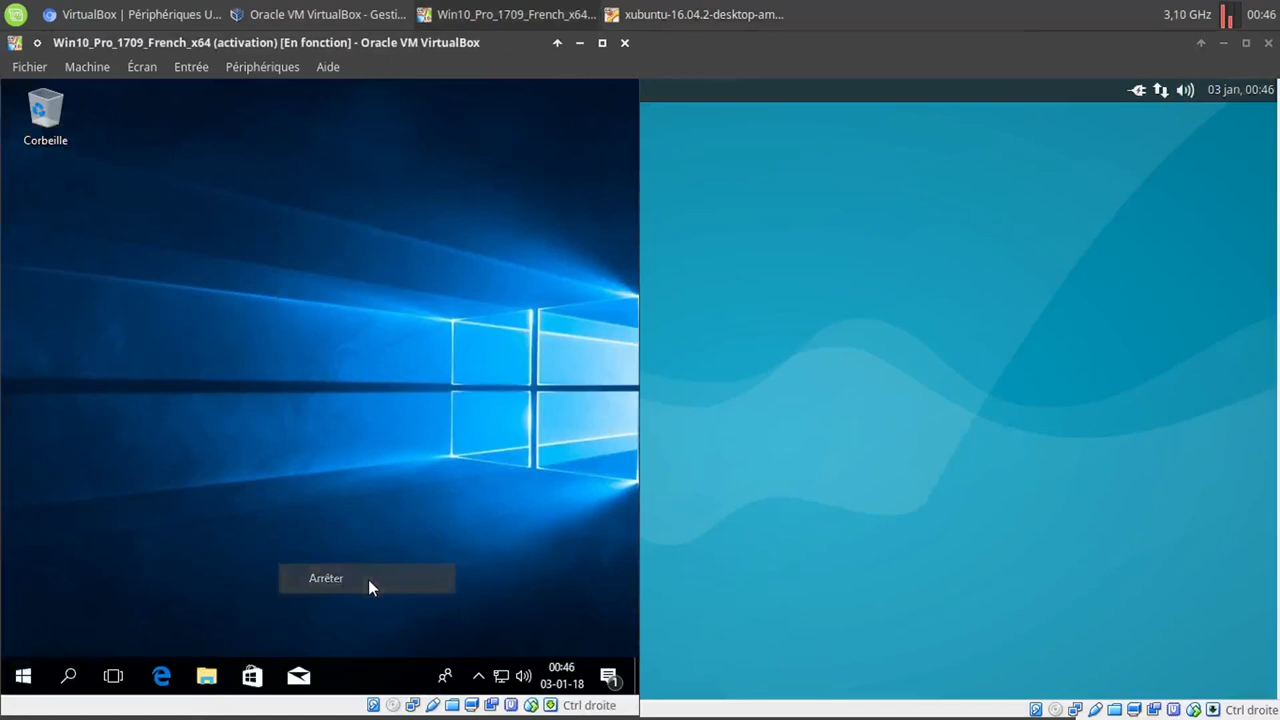 VirtualBox | Périphériques U...
Oracle VM VirtualBox - Gesti...
Win10_Pro_1709_French_x64...
xubuntu-16.04.2-desktop-am...
3,10 GHz
00:46
Win10_Pro_1709_French_x64 (activation) [En fonction] - Oracle VM VirtualBox
Fichier Machine Écran Entrée Périphériques Aide
03 jan, 00:46
Corbeille
Arrêter
00:46
03-01-18
1
Ctrl droite
Ctrl droite